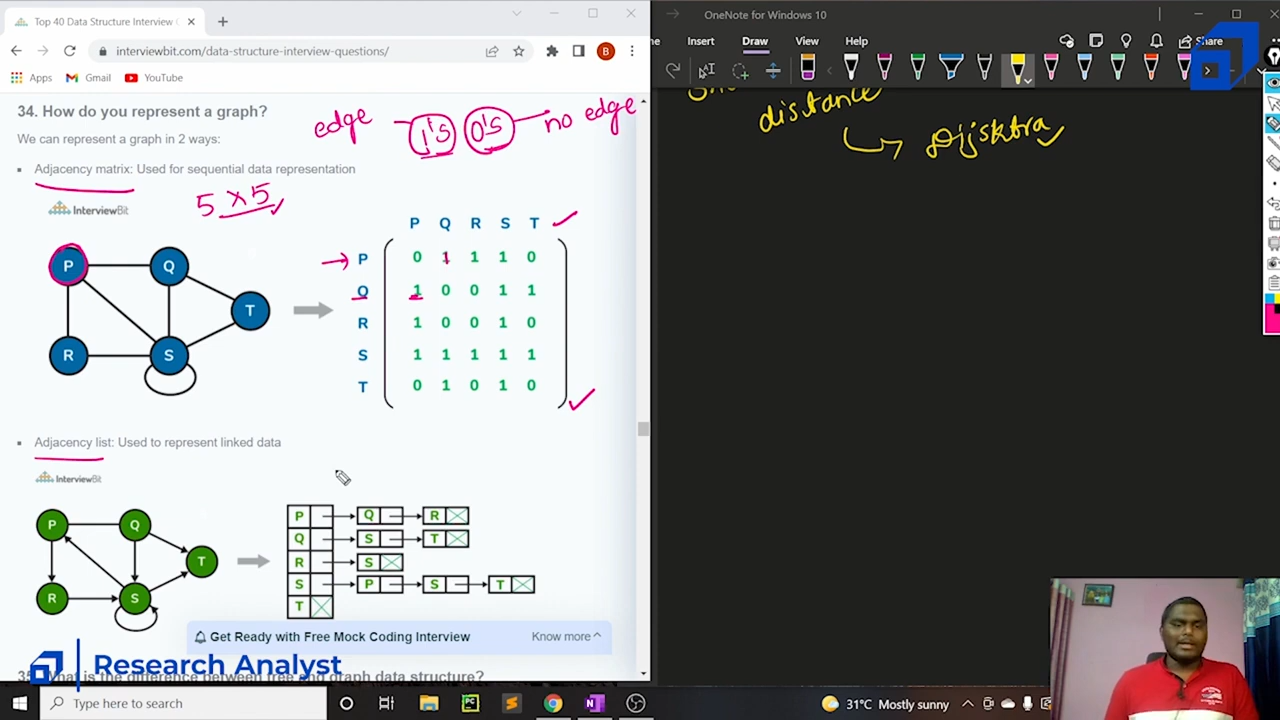 Top 40 Data Structure Interview
OneNote for Windows 10
interviewbit.com/data-structure-interview-questions/
B
Insert
Draw
View
Help
Share
Apps
Gmail
YouTube
34. How do you represent a graph?
edge
1's
0's
no edge
distance
Dijsktra
We can represent a graph in 2 ways:
Adjacency matrix: Used for sequential data representation
InterviewBit
5 x 5
P Q R S T
P 0 1 1 1 0
Q 1 0 0 1 1
R 1 0 0 1 0
S 1 1 1 1 1
T 0 1 0 1 0
P
Q
T
R
S
Adjacency list: Used to represent linked data
InterviewBit
P
Q
T
R
S
P Q R
Q S T
R S
S P S T
T
Get Ready with Free Mock Coding Interview
Know more
Research Analyst
Type here to search
31°C Mostly sunny